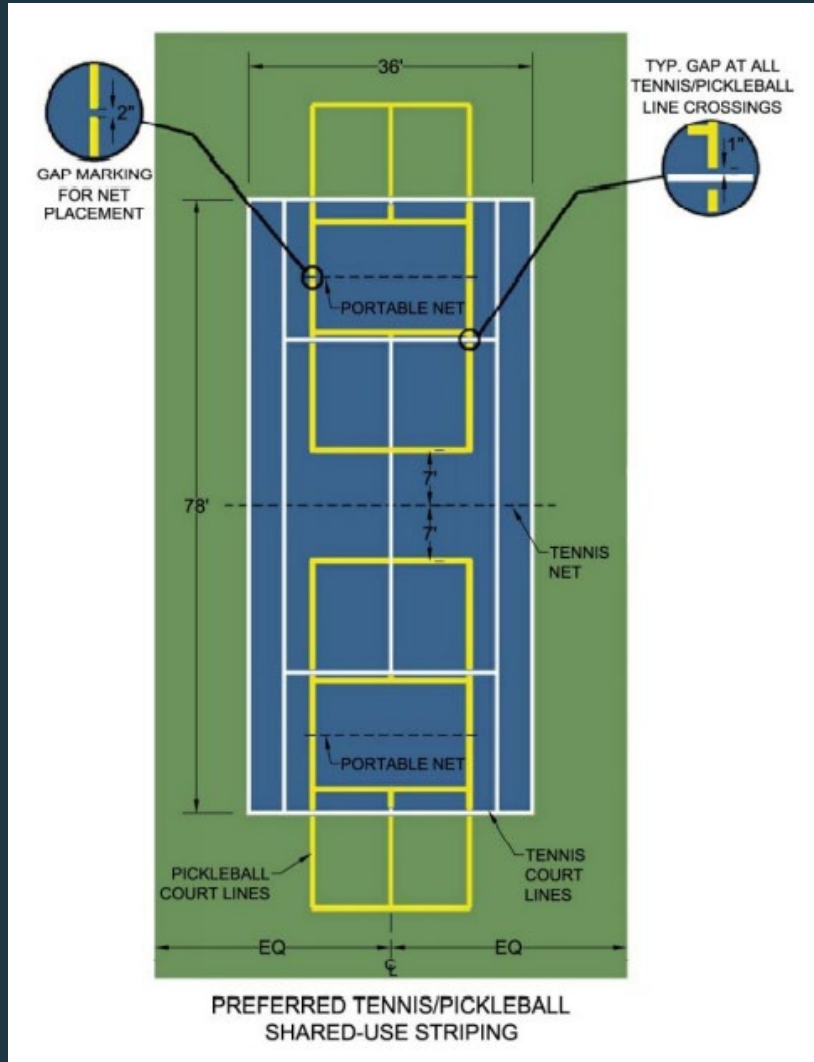 36'
2"
GAP MARKING
FOR NET
PLACEMENT
TYP. GAP AT ALL
TENNIS/PICKLEBALL
LINE CROSSINGS
1"
PORTABLE NET
7'
78'
7'
TENNIS
NET
PORTABLE NET
PICKLEBALL
COURT LINES
TENNIS
COURT
LINES
EQ
EQ
℄
PREFERRED TENNIS/PICKLEBALL
SHARED-USE STRIPING